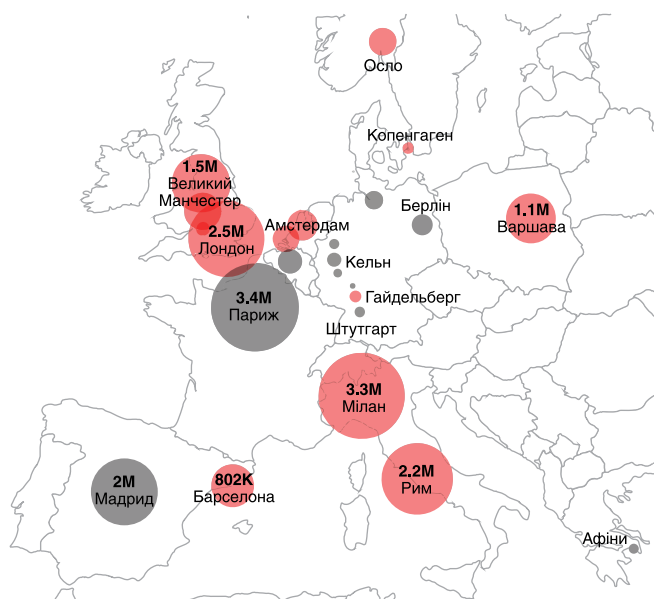 Осло
Копенгаген
1.5M
Великий
Манчестер
Берлін
1.1M
Варшава
Амстердам
2.5M
Лондон
Кельн
3.4M
Париж
Гайдельберг
Штутгарт
3.3M
Мілан
2M
Мадрид
802K
Барселона
2.2M
Рим
Афіни